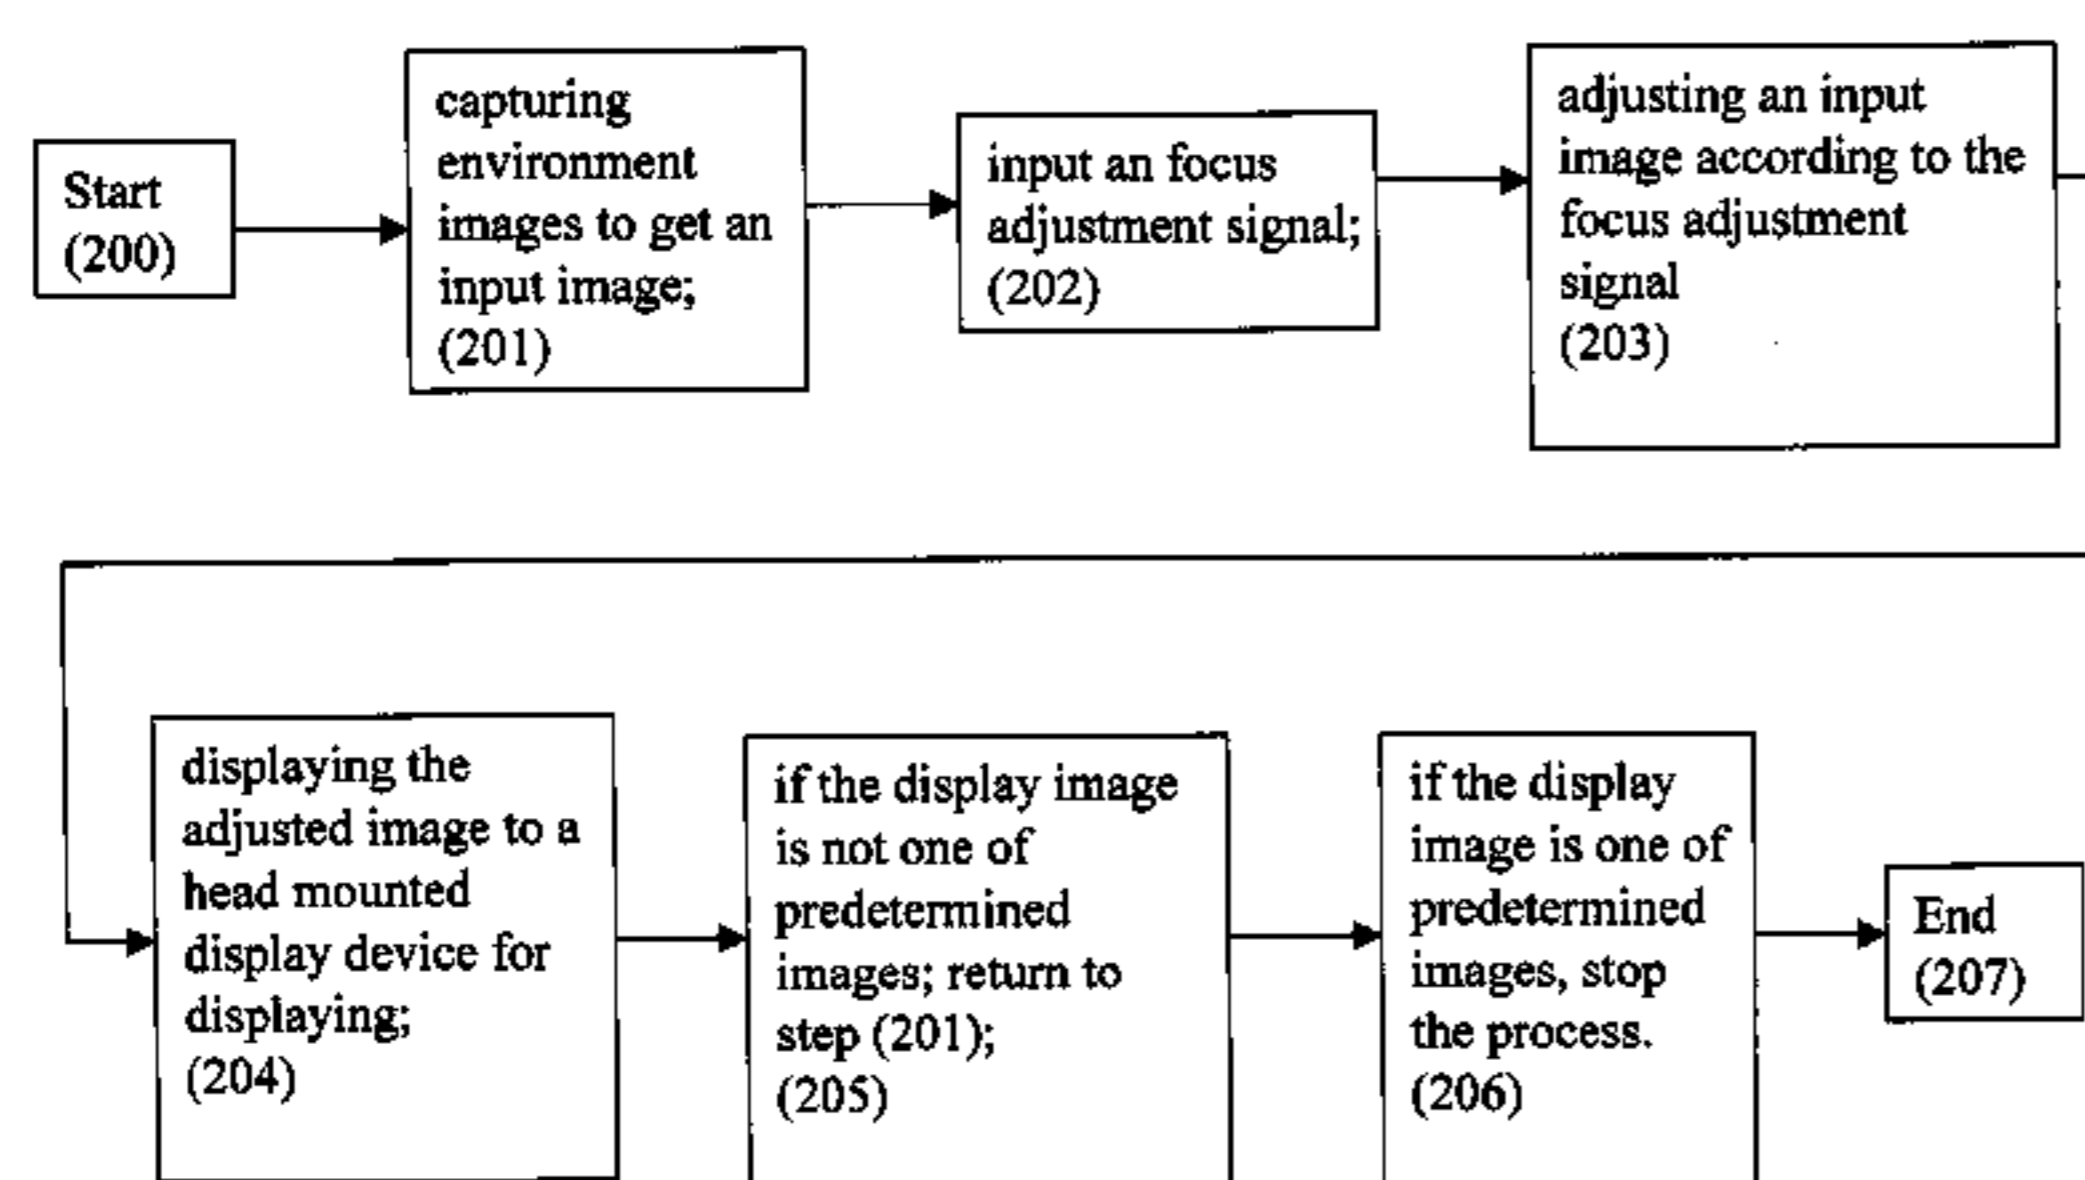 Start
(200)
capturing
environment
images to get an
input image;
(201)
input an focus
adjustment signal;
(202)
adjusting an input
image according to the
focus adjustment
signal
(203)
displaying the
adjusted image to a
head mounted
display device for
displaying;
(204)
if the display image
is not one of
predetermined
images; return to
step (201);
(205)
if the display
image is one of
predetermined
images, stop
the process.
(206)
End
(207)